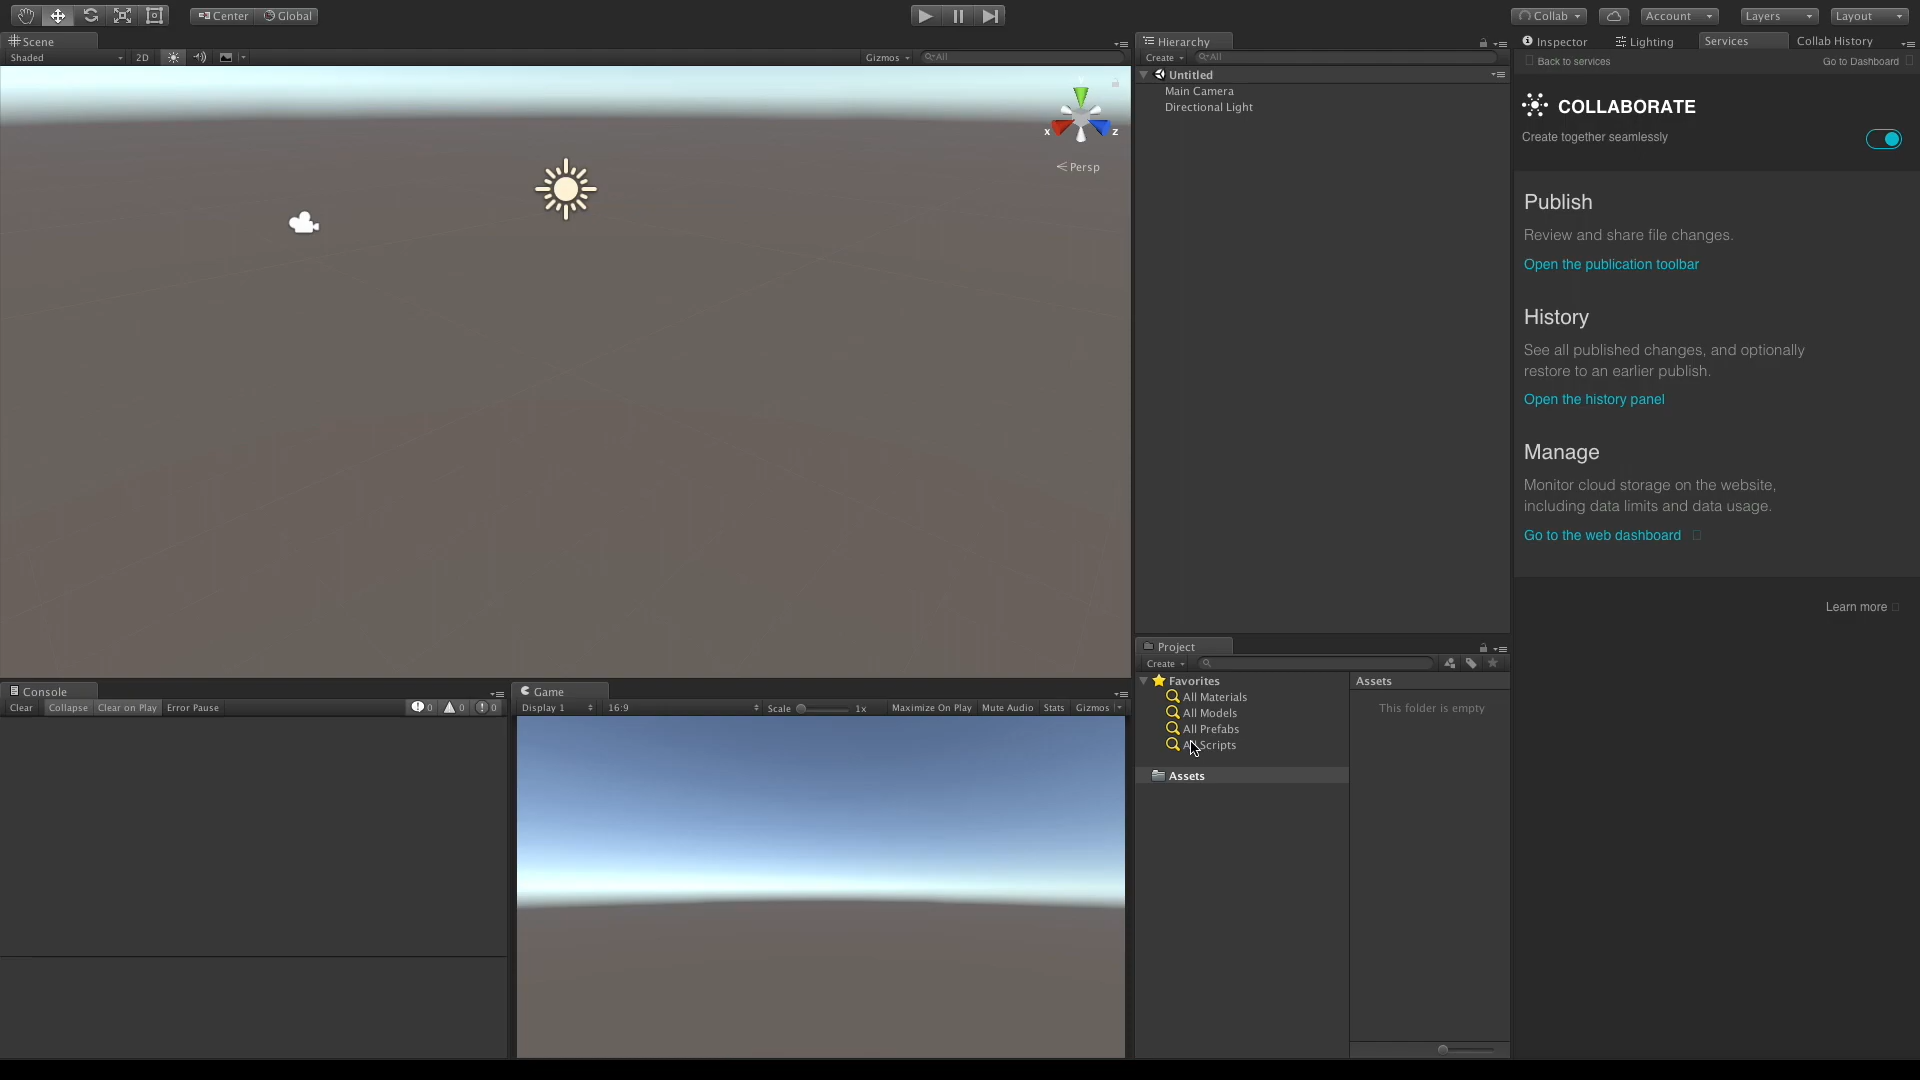 Center
Global
Collab
Account
Layers
Layout
Scene
Shaded
2D
Gizmos
All
x
z
Persp
Hierarchy
Create
All
Untitled
Main Camera
Directional Light
Inspector
Lighting
Services
Collab History
Back to services
Go to Dashboard
COLLABORATE
Create together seamlessly
Publish
Review and share file changes.
Open the publication toolbar
History
See all published changes, and optionally
restore to an earlier publish.
Open the history panel
Manage
Monitor cloud storage on the website,
including data limits and data usage.
Go to the web dashboard
Learn more
Project
Create
Favorites
All Materials
All Models
All Prefabs
All Scripts
Assets
Assets
This folder is empty
Console
Clear
Collapse
Clear on Play
Error Pause
0
0
0
Game
Display 1
16:9
Scale
1x
Maximize On Play
Mute Audio
Stats
Gizmos